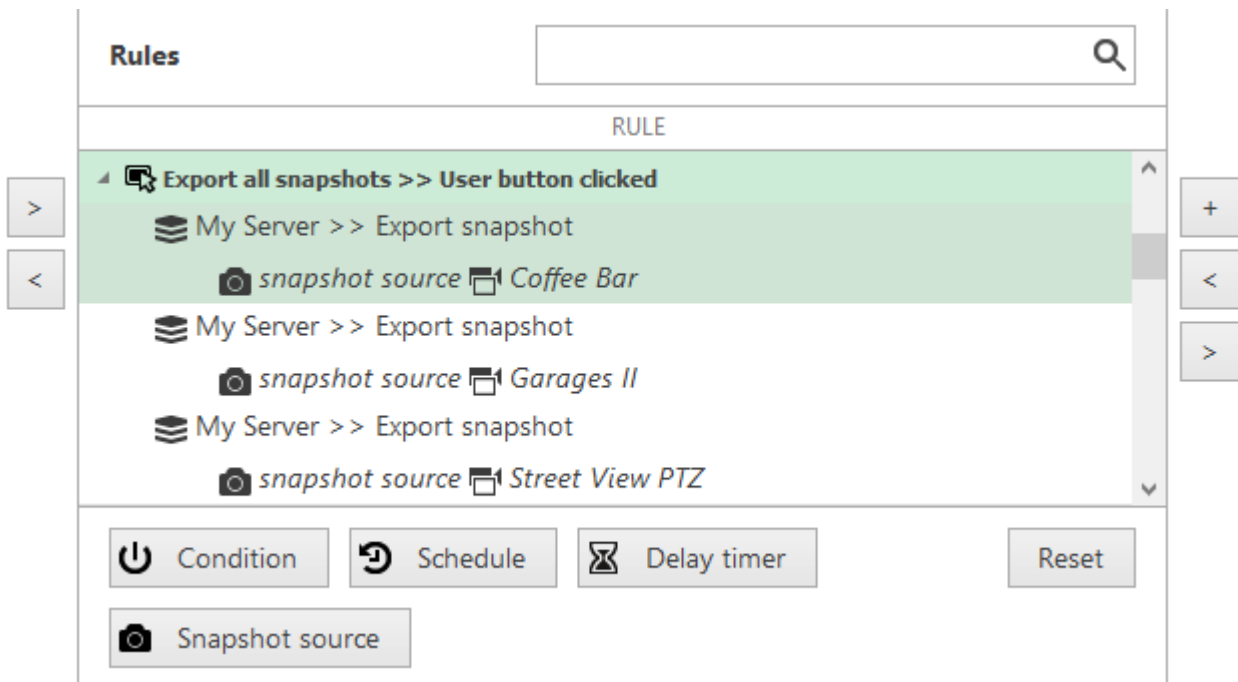 Rules
RULE
Export all snapshots >> User button clicked
My Server >> Export snapshot
snapshot source Coffee Bar
My Server >> Export snapshot
snapshot source Garages II
My Server >> Export snapshot
snapshot source Street View PTZ
>
<
+
<
>
Condition Schedule Delay timer Reset
Snapshot source